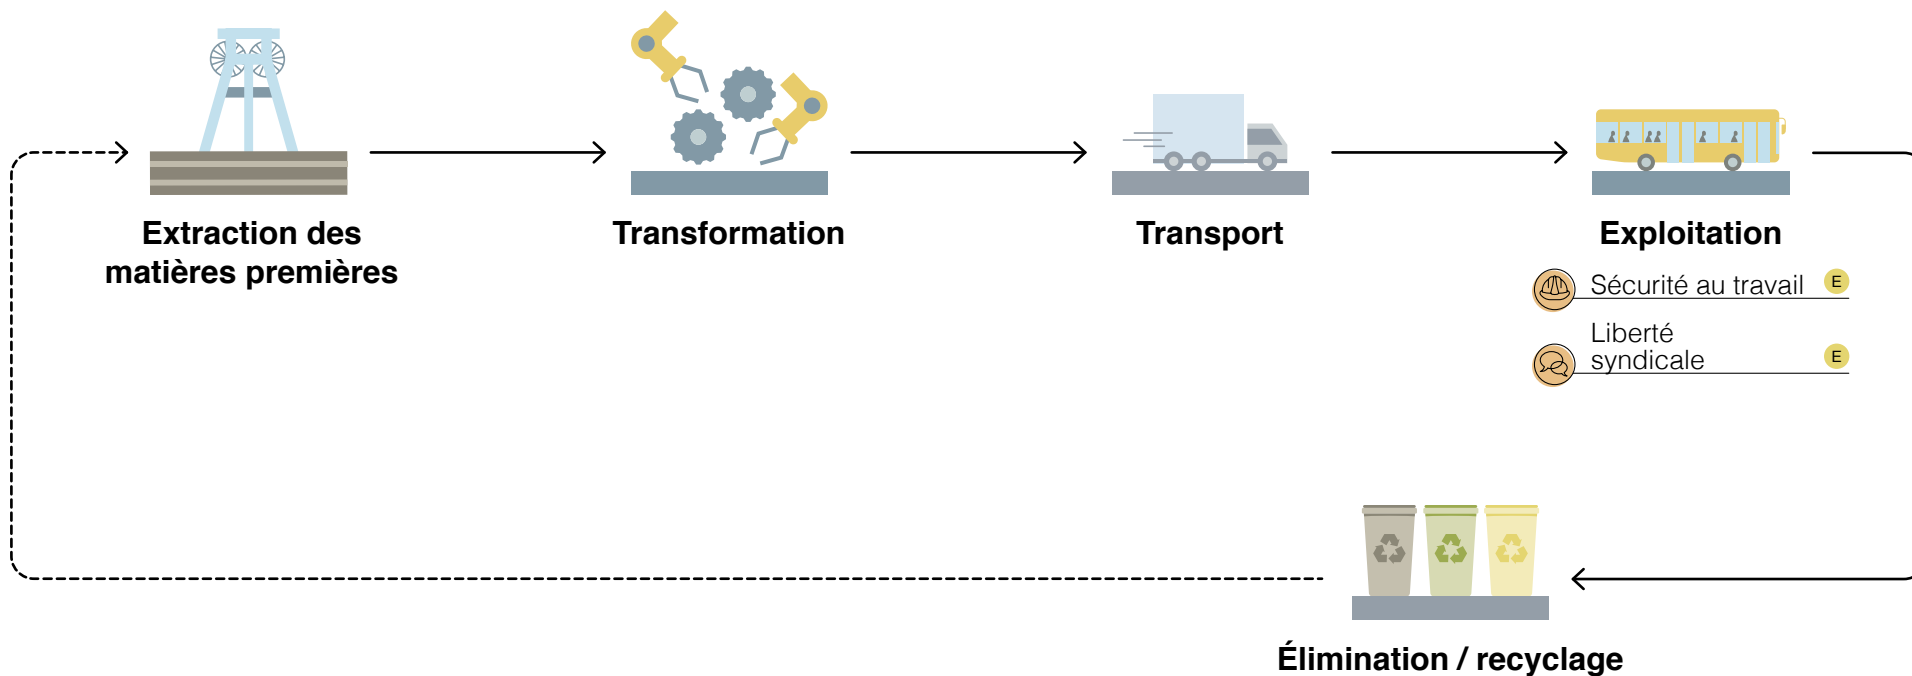 Extraction des
matières premières
Transformation
Transport
Exploitation
Sécurité au travail E
Liberté
syndicale E
Élimination / recyclage